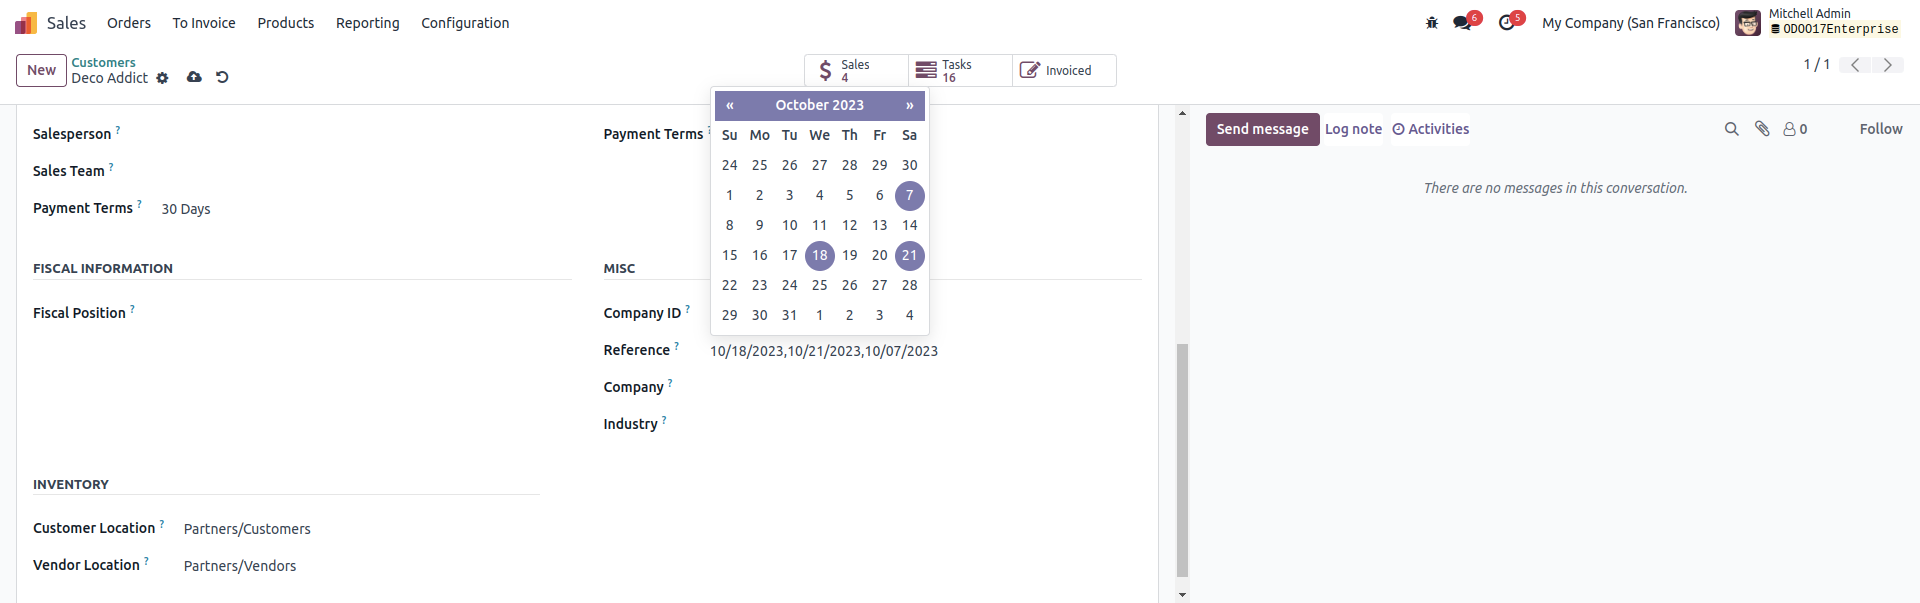 Sales Orders To Invoice Products Reporting Configuration 6 5 My Company (San Francisco) Mitchell Admin
ODOO17Enterprise
New Customers
Deco Addict
Sales
4
Tasks
16
Invoiced
1 / 1
« October 2023 »
Su Mo Tu We Th Fr Sa
24 25 26 27 28 29 30
1 2 3 4 5 6 7
8 9 10 11 12 13 14
15 16 17 18 19 20 21
22 23 24 25 26 27 28
29 30 31 1 2 3 4
Salesperson ?
Sales Team ?
Payment Terms ? 30 Days
Payment Terms ?
FISCAL INFORMATION
Fiscal Position ?
MISC
Company ID ?
Reference ? 10/18/2023,10/21/2023,10/07/2023
Company ?
Industry ?
INVENTORY
Customer Location ? Partners/Customers
Vendor Location ? Partners/Vendors
Send message Log note Activities 0 Follow
There are no messages in this conversation.